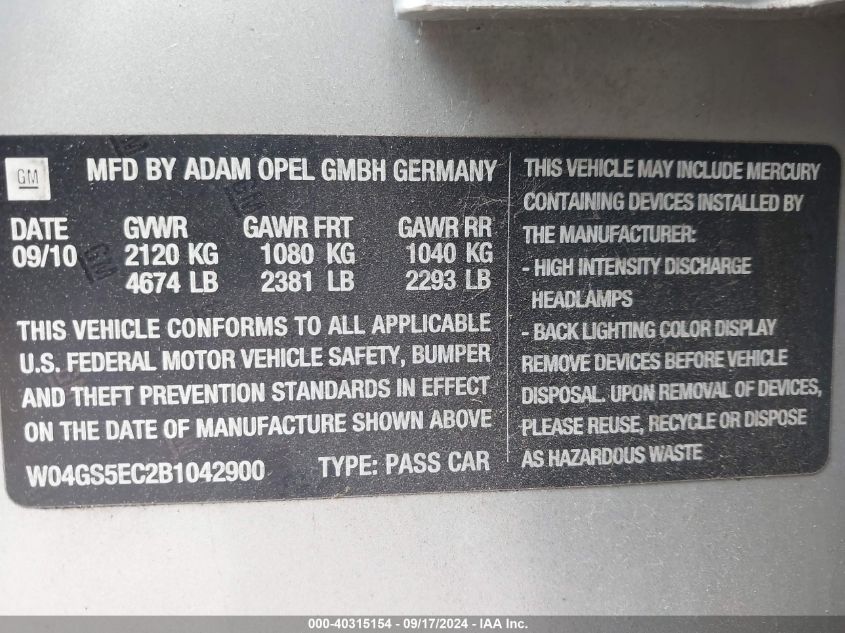 GM
MFD BY ADAM OPEL GMBH GERMANY
DATE GVWR GAWR FRT GAWR RR
09/10 2120 KG 1080 KG 1040 KG
4674 LB 2381 LB 2293 LB
THIS VEHICLE CONFORMS TO ALL APPLICABLE
U.S. FEDERAL MOTOR VEHICLE SAFETY, BUMPER
AND THEFT PREVENTION STANDARDS IN EFFECT
ON THE DATE OF MANUFACTURE SHOWN ABOVE
W04GS5EC2B1042900 TYPE: PASS CAR
THIS VEHICLE MAY INCLUDE MERCURY
CONTAINING DEVICES INSTALLED BY
THE MANUFACTURER:
- HIGH INTENSITY DISCHARGE
HEADLAMPS
- BACK LIGHTING COLOR DISPLAY
REMOVE DEVICES BEFORE VEHICLE
DISPOSAL. UPON REMOVAL OF DEVICES,
PLEASE REUSE, RECYCLE OR DISPOSE
AS HAZARDOUS WASTE
000-40315154 - 09/17/2024 - IAA Inc.